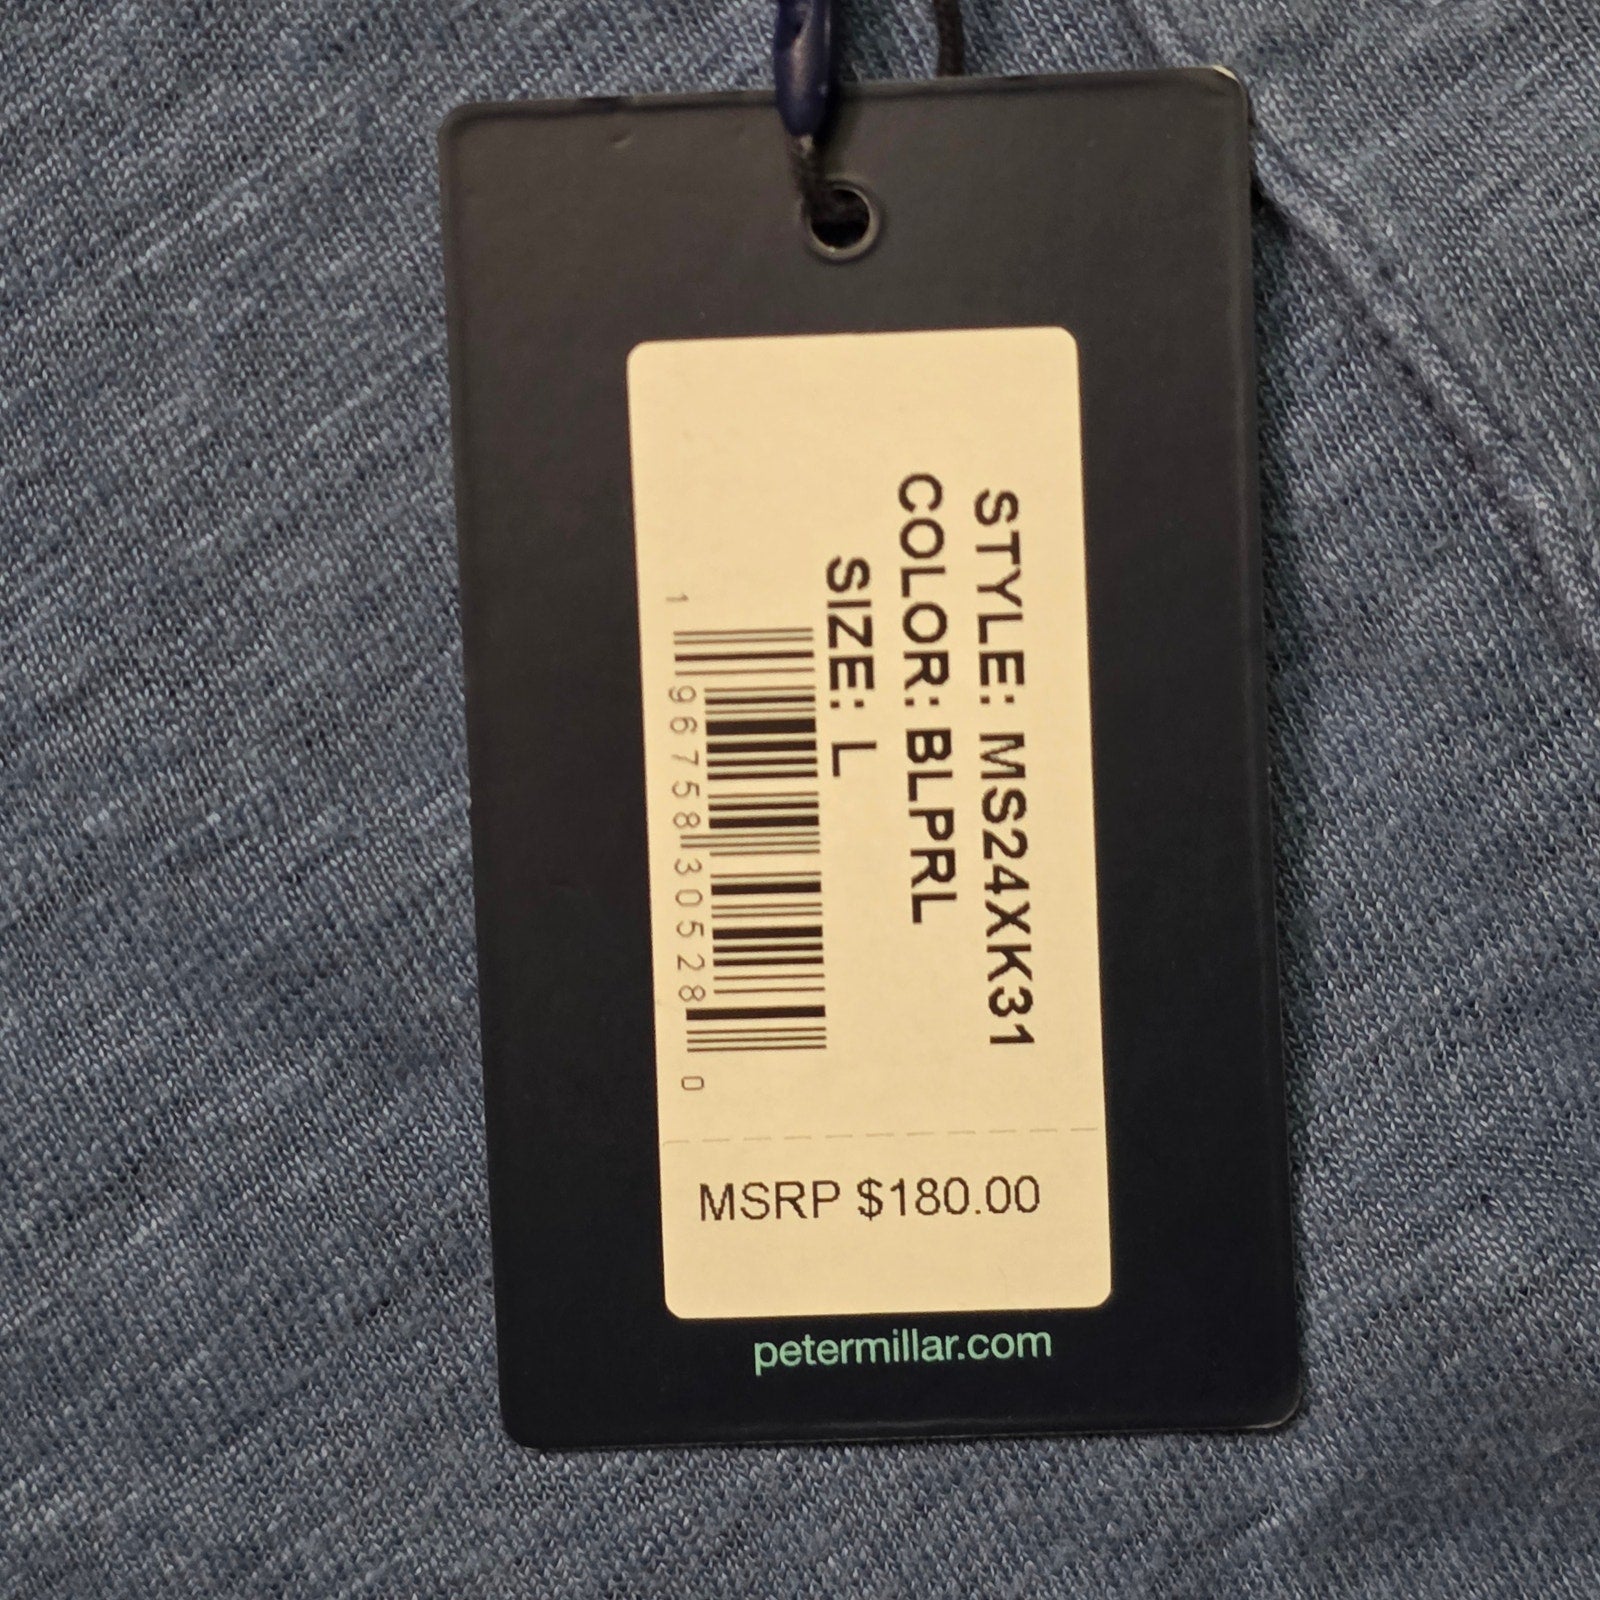 STYLE: MS24XK31
COLOR: BLPRL
SIZE: L
1 96758 30528 0
MSRP $180.00
petermillar.com